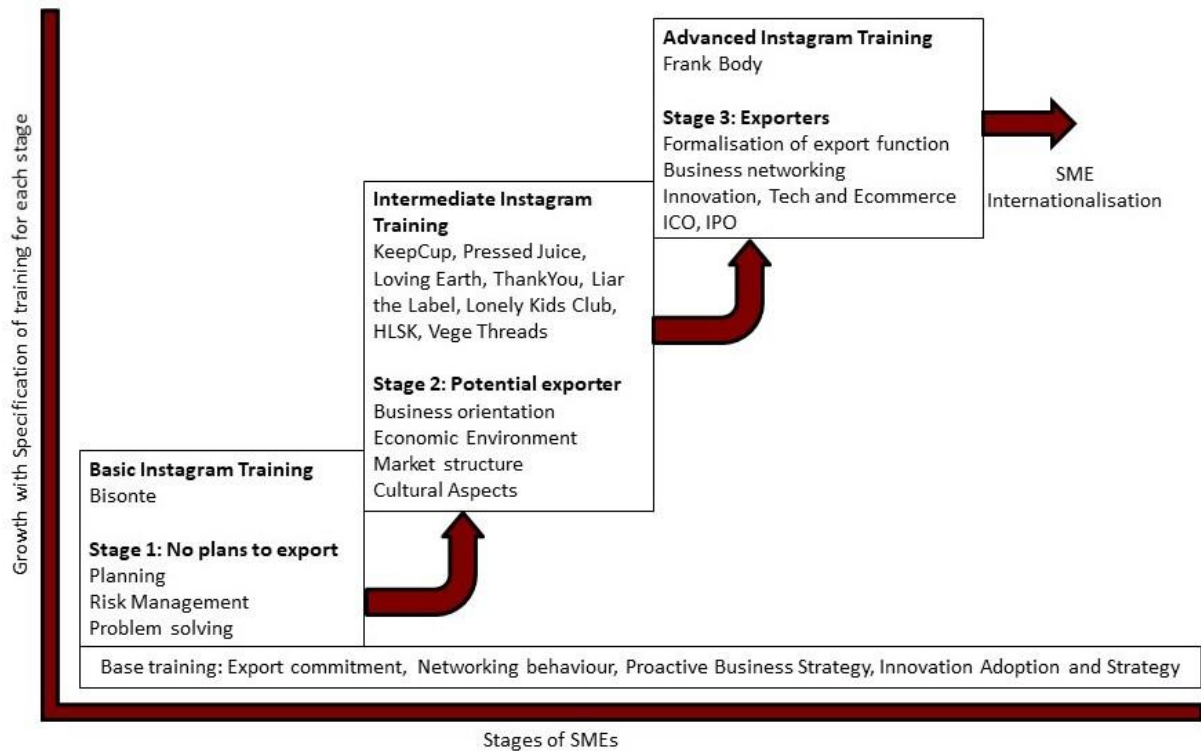 Growth with Specification of training for each stage
Advanced Instagram Training
Frank Body
Stage 3: Exporters
Formalisation of export function
Business networking
Innovation, Tech and Ecommerce
ICO, IPO
SME
Internationalisation
Intermediate Instagram
Training
KeepCup, Pressed Juice,
Loving Earth, ThankYou, Liar
the Label, Lonely Kids Club,
HLSK, Vege Threads
Stage 2: Potential exporter
Business orientation
Economic Environment
Market structure
Cultural Aspects
Basic Instagram Training
Bisonte
Stage 1: No plans to export
Planning
Risk Management
Problem solving
Base training: Export commitment, Networking behaviour, Proactive Business Strategy, Innovation Adoption and Strategy
Stages of SMEs